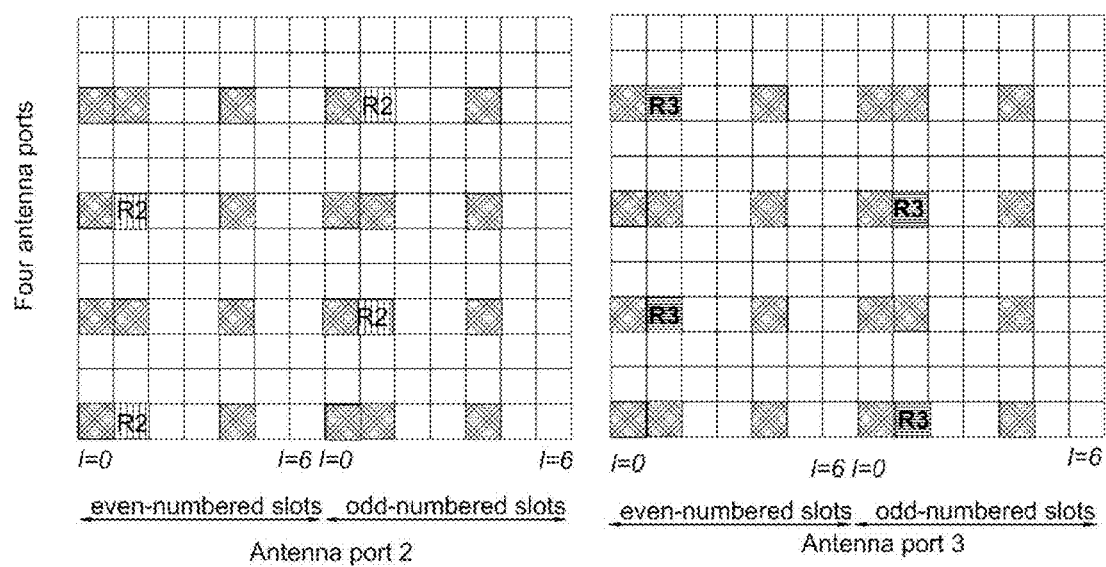 Four antenna ports
R2
R2
R2
R2
l=0 l=6 l=0 l=6
even-numbered slots odd-numbered slots
Antenna port 2
R3
R3
R3
R3
l=0 l=6 l=0 l=6
even-numbered slots odd-numbered slots
Antenna port 3